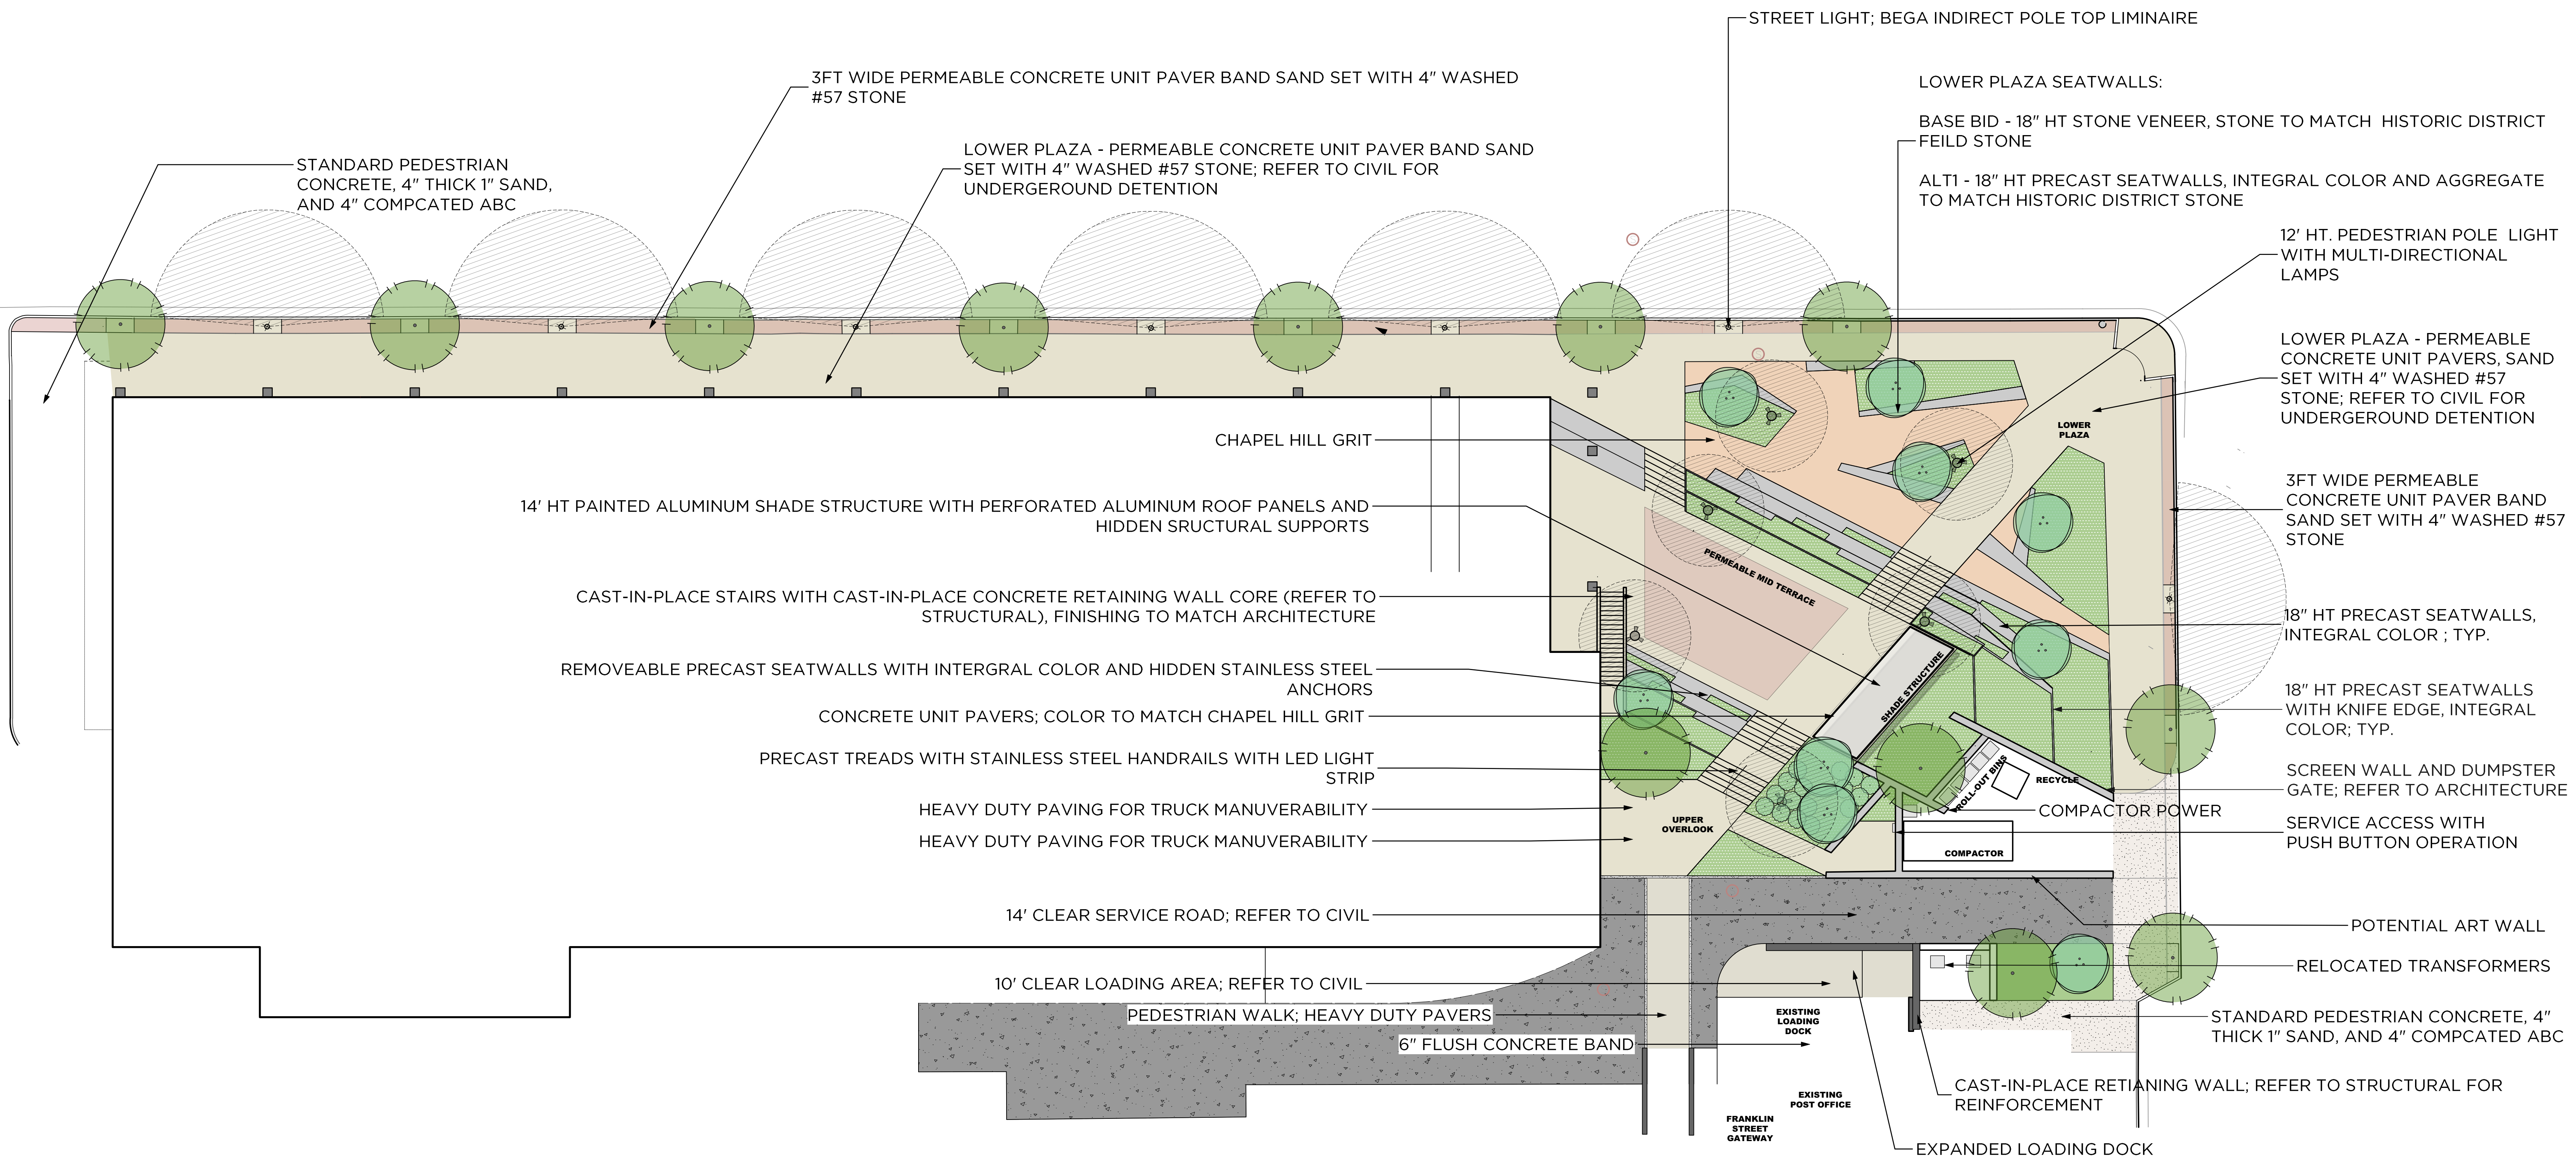 STREET LIGHT; BEGA INDIRECT POLE TOP LIMINAIRE
3FT WIDE PERMEABLE CONCRETE UNIT PAVER BAND SAND SET WITH 4" WASHED
#57 STONE
LOWER PLAZA SEATWALLS:
BASE BID - 18" HT STONE VENEER, STONE TO MATCH HISTORIC DISTRICT
FEILD STONE
ALT1 - 18" HT PRECAST SEATWALLS, INTEGRAL COLOR AND AGGREGATE
TO MATCH HISTORIC DISTRICT STONE
LOWER PLAZA - PERMEABLE CONCRETE UNIT PAVER BAND SAND
SET WITH 4" WASHED #57 STONE; REFER TO CIVIL FOR
UNDERGEROUND DETENTION
STANDARD PEDESTRIAN
CONCRETE, 4" THICK 1" SAND,
AND 4" COMPCATED ABC
12' HT. PEDESTRIAN POLE LIGHT
WITH MULTI-DIRECTIONAL
LAMPS
LOWER PLAZA - PERMEABLE
CONCRETE UNIT PAVERS, SAND
SET WITH 4" WASHED #57
STONE; REFER TO CIVIL FOR
UNDERGEROUND DETENTION
LOWER
PLAZA
CHAPEL HILL GRIT
3FT WIDE PERMEABLE
CONCRETE UNIT PAVER BAND
SAND SET WITH 4" WASHED #57
STONE
14' HT PAINTED ALUMINUM SHADE STRUCTURE WITH PERFORATED ALUMINUM ROOF PANELS AND
HIDDEN SRUCTURAL SUPPORTS
PERMEABLE MID TERRACE
CAST-IN-PLACE STAIRS WITH CAST-IN-PLACE CONCRETE RETAINING WALL CORE (REFER TO
STRUCTURAL), FINISHING TO MATCH ARCHITECTURE
18" HT PRECAST SEATWALLS,
INTEGRAL COLOR ; TYP.
REMOVEABLE PRECAST SEATWALLS WITH INTERGRAL COLOR AND HIDDEN STAINLESS STEEL
ANCHORS
SHADE STRUCTURE
18" HT PRECAST SEATWALLS
WITH KNIFE EDGE, INTEGRAL
COLOR; TYP.
CONCRETE UNIT PAVERS; COLOR TO MATCH CHAPEL HILL GRIT
PRECAST TREADS WITH STAINLESS STEEL HANDRAILS WITH LED LIGHT
STRIP
SCREEN WALL AND DUMPSTER
GATE; REFER TO ARCHITECTURE
RECYCLE
ROLL-OUT BINS
COMPACTOR POWER
HEAVY DUTY PAVING FOR TRUCK MANUVERABILITY
UPPER
OVERLOOK
HEAVY DUTY PAVING FOR TRUCK MANUVERABILITY
SERVICE ACCESS WITH
PUSH BUTTON OPERATION
COMPACTOR
14' CLEAR SERVICE ROAD; REFER TO CIVIL
POTENTIAL ART WALL
RELOCATED TRANSFORMERS
10' CLEAR LOADING AREA; REFER TO CIVIL
PEDESTRIAN WALK; HEAVY DUTY PAVERS
EXISTING
LOADING
DOCK
STANDARD PEDESTRIAN CONCRETE, 4"
THICK 1" SAND, AND 4" COMPCATED ABC
6" FLUSH CONCRETE BAND
CAST-IN-PLACE RETIANING WALL; REFER TO STRUCTURAL FOR
REINFORCEMENT
EXISTING
POST OFFICE
FRANKLIN
STREET
GATEWAY
EXPANDED LOADING DOCK